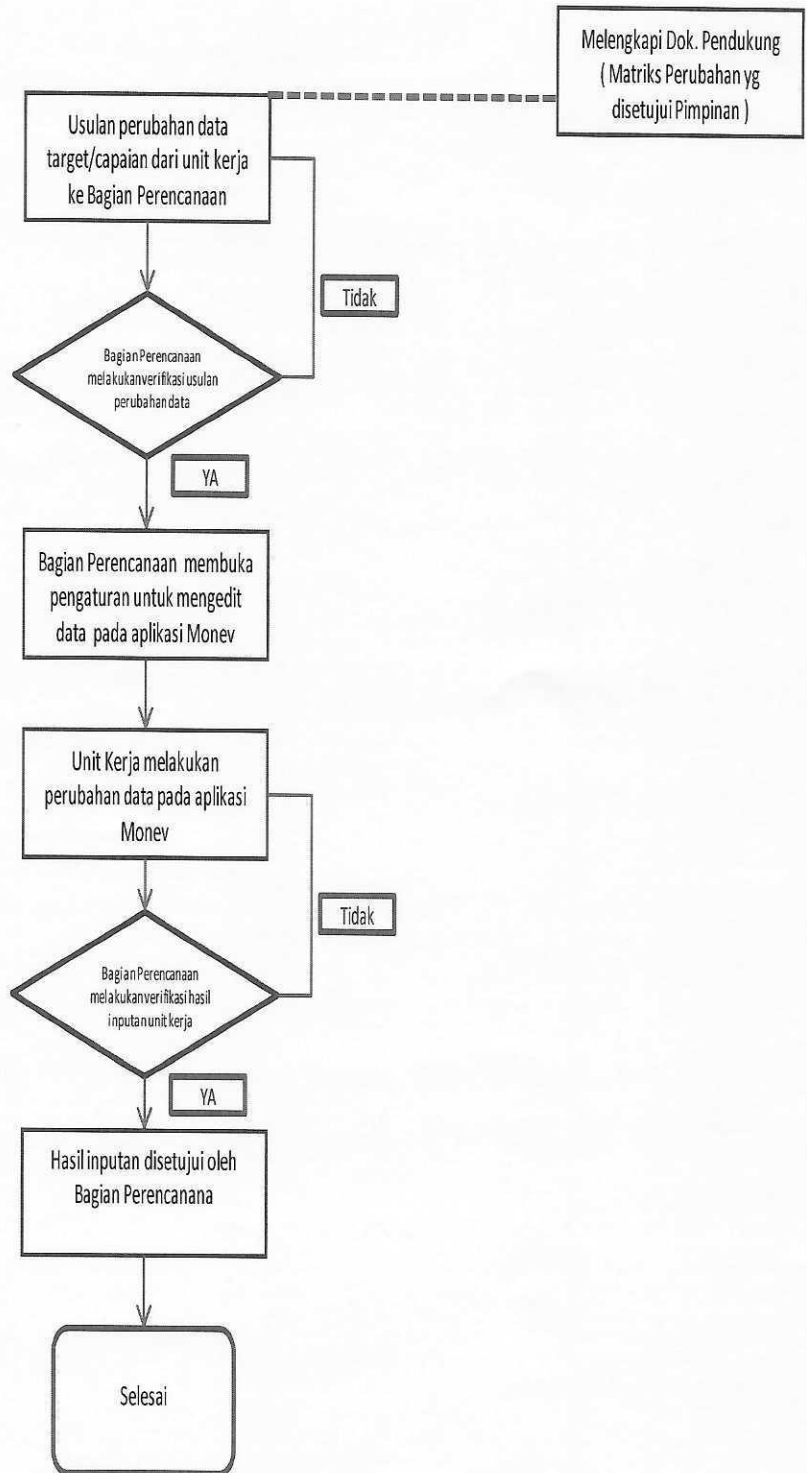 Melengkapi Dok. Pendukung
( Matriks Perubahan yg
disetujui Pimpinan )
Usulan perubahan data
target/capaian dari unit kerja
ke Bagian Perencanaan
Tidak
Bagian Perencanaan
melakukan verifikasi usulan
perubahan data
YA
Bagian Perencanaan membuka
pengaturan untuk mengedit
data pada aplikasi Monev
Unit Kerja melakukan
perubahan data pada aplikasi
Monev
Tidak
Bagian Perencanaan
melakukan verifikasi hasil
inputan unit kerja
YA
Hasil inputan disetujui oleh
Bagian Perencanana
Selesai